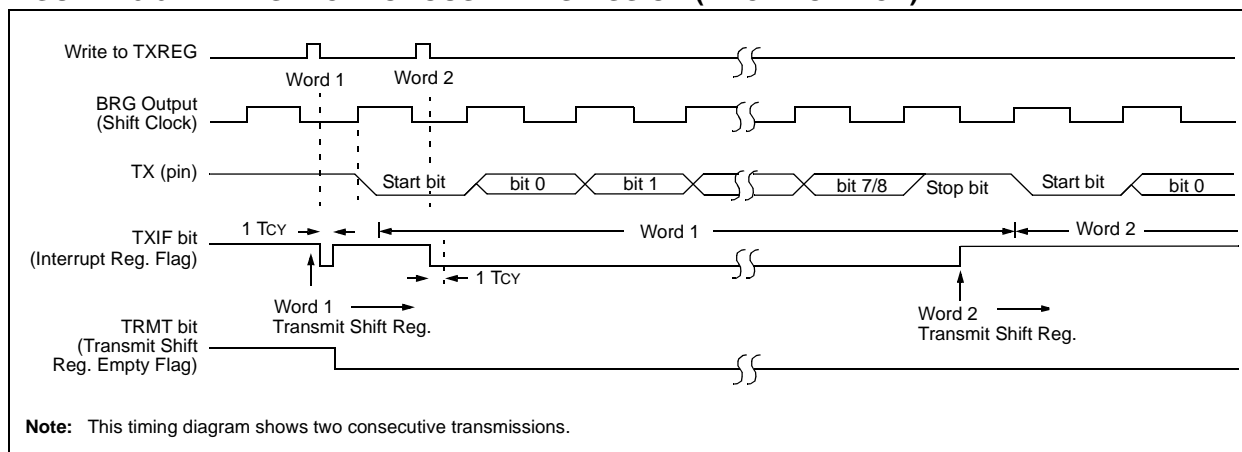 Write to TXREG
Word 1
Word 2
BRG Output
(Shift Clock)
TX (pin)
Start bit
bit 0
bit 1
bit 7/8
Stop bit
Start bit
bit 0
1 TCY
TXIF bit
(Interrupt Reg. Flag)
Word 1
Word 2
1 TCY
Word 1
Transmit Shift Reg.
Word 2
Transmit Shift Reg.
TRMT bit
(Transmit Shift
Reg. Empty Flag)
Note: This timing diagram shows two consecutive transmissions.